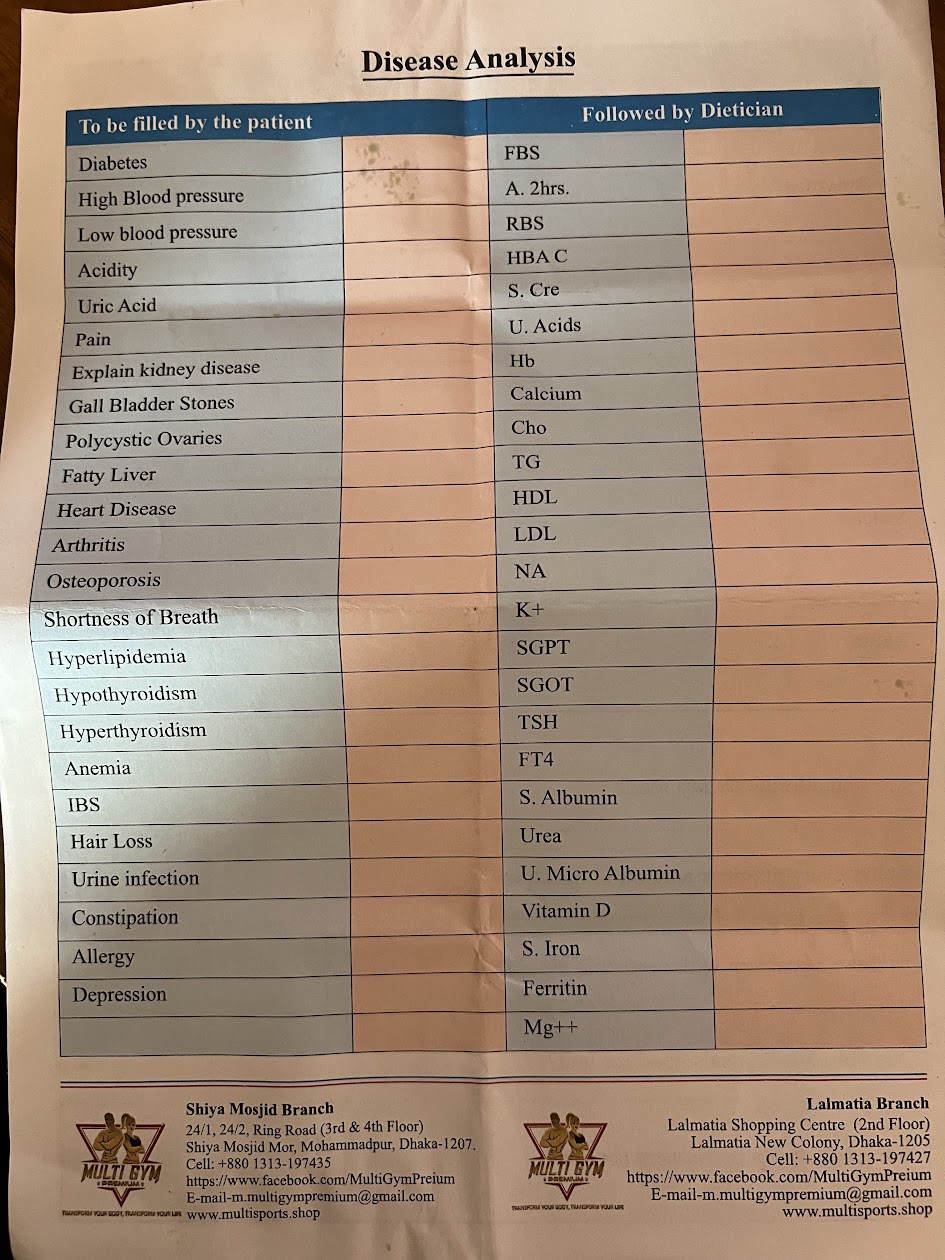 Disease Analysis
To be filled by the patient
Followed by Dietician
Diabetes
FBS
High Blood pressure
A. 2hrs.
Low blood pressure
RBS
Acidity
HBA C
Uric Acid
S. Cre
Pain
U. Acids
Explain kidney disease
Hb
Gall Bladder Stones
Calcium
Polycystic Ovaries
Cho
Fatty Liver
TG
Heart Disease
HDL
Arthritis
LDL
Osteoporosis
NA
Shortness of Breath
K+
Hyperlipidemia
SGPT
Hypothyroidism
SGOT
Hyperthyroidism
TSH
Anemia
FT4
IBS
S. Albumin
Hair Loss
Urea
Urine infection
U. Micro Albumin
Constipation
Vitamin D
Allergy
S. Iron
Depression
Ferritin
Mg++
MULTI GYM
PREMIUM
TRANSFORM YOUR BODY, TRANSFORM YOUR LIFE
Shiya Mosjid Branch
24/1, 24/2, Ring Road (3rd & 4th Floor)
Shiya Mosjid Mor, Mohammadpur, Dhaka-1207.
Cell: +880 1313-197435
https://www.facebook.com/MultiGymPreium
E-mail-m.multigympremium@gmail.com
www.multisports.shop
MULTI GYM
PREMIUM
TRANSFORM YOUR BODY, TRANSFORM YOUR LIFE
Lalmatia Branch
Lalmatia Shopping Centre (2nd Floor)
Lalmatia New Colony, Dhaka-1205
Cell: +880 1313-197427
https://www.facebook.com/MultiGymPreium
E-mail-m.multigympremium@gmail.com
www.multisports.shop